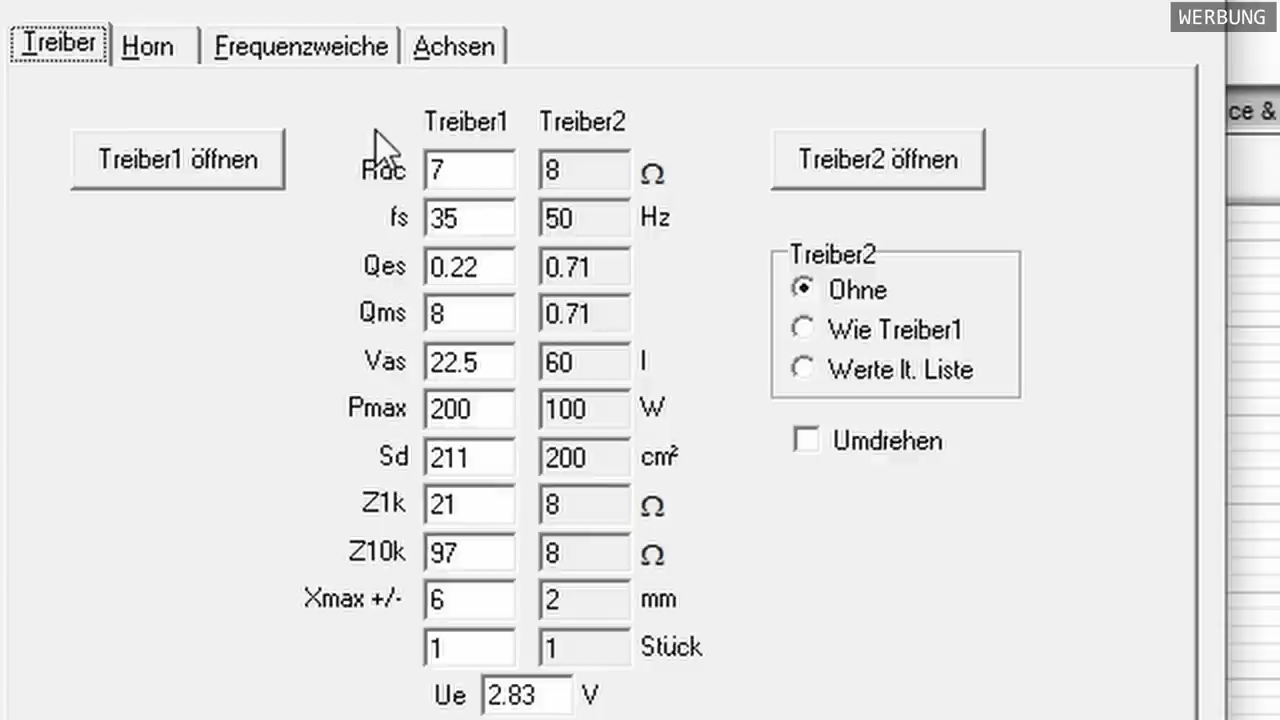 WERBUNG
Treiber Horn Frequenzweiche Achsen
ce &
Treiber1 Treiber2
Treiber1 öffnen Treiber2 öffnen
Rdc 7 8 Ω
fs 35 50 Hz
Qes 0.22 0.71
Treiber2
Ohne
Qms 8 0.71
Wie Treiber1
Vas 22.5 60 l
Werte lt. Liste
Pmax 200 100 W
Umdrehen
Sd 211 200 cm²
Z1k 21 8 Ω
Z10k 97 8 Ω
Xmax +/- 6 2 mm
1 1 Stück
Ue 2.83 V